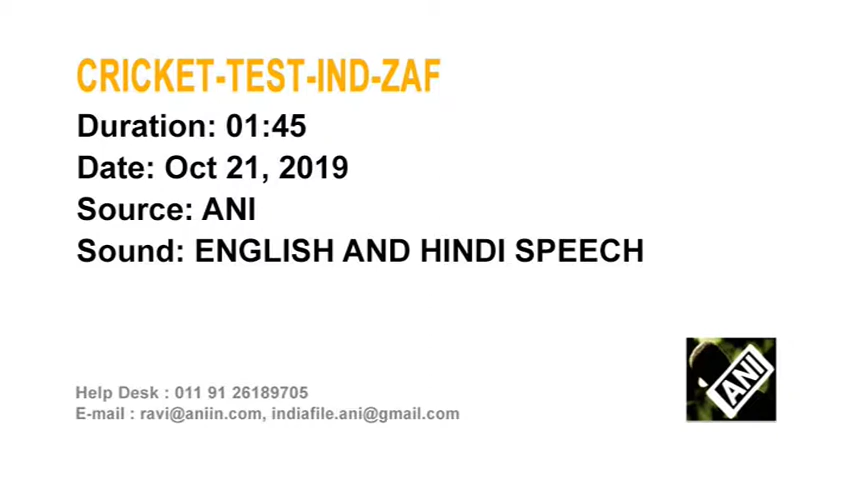 CRICKET-TEST-IND-ZAF
Duration: 01:45
Date: Oct 21, 2019
Source: ANI
Sound: ENGLISH AND HINDI SPEECH
ANI
Help Desk : 011 91 26189705
E-mail : ravi@aniin.com, indiafile.ani@gmail.com